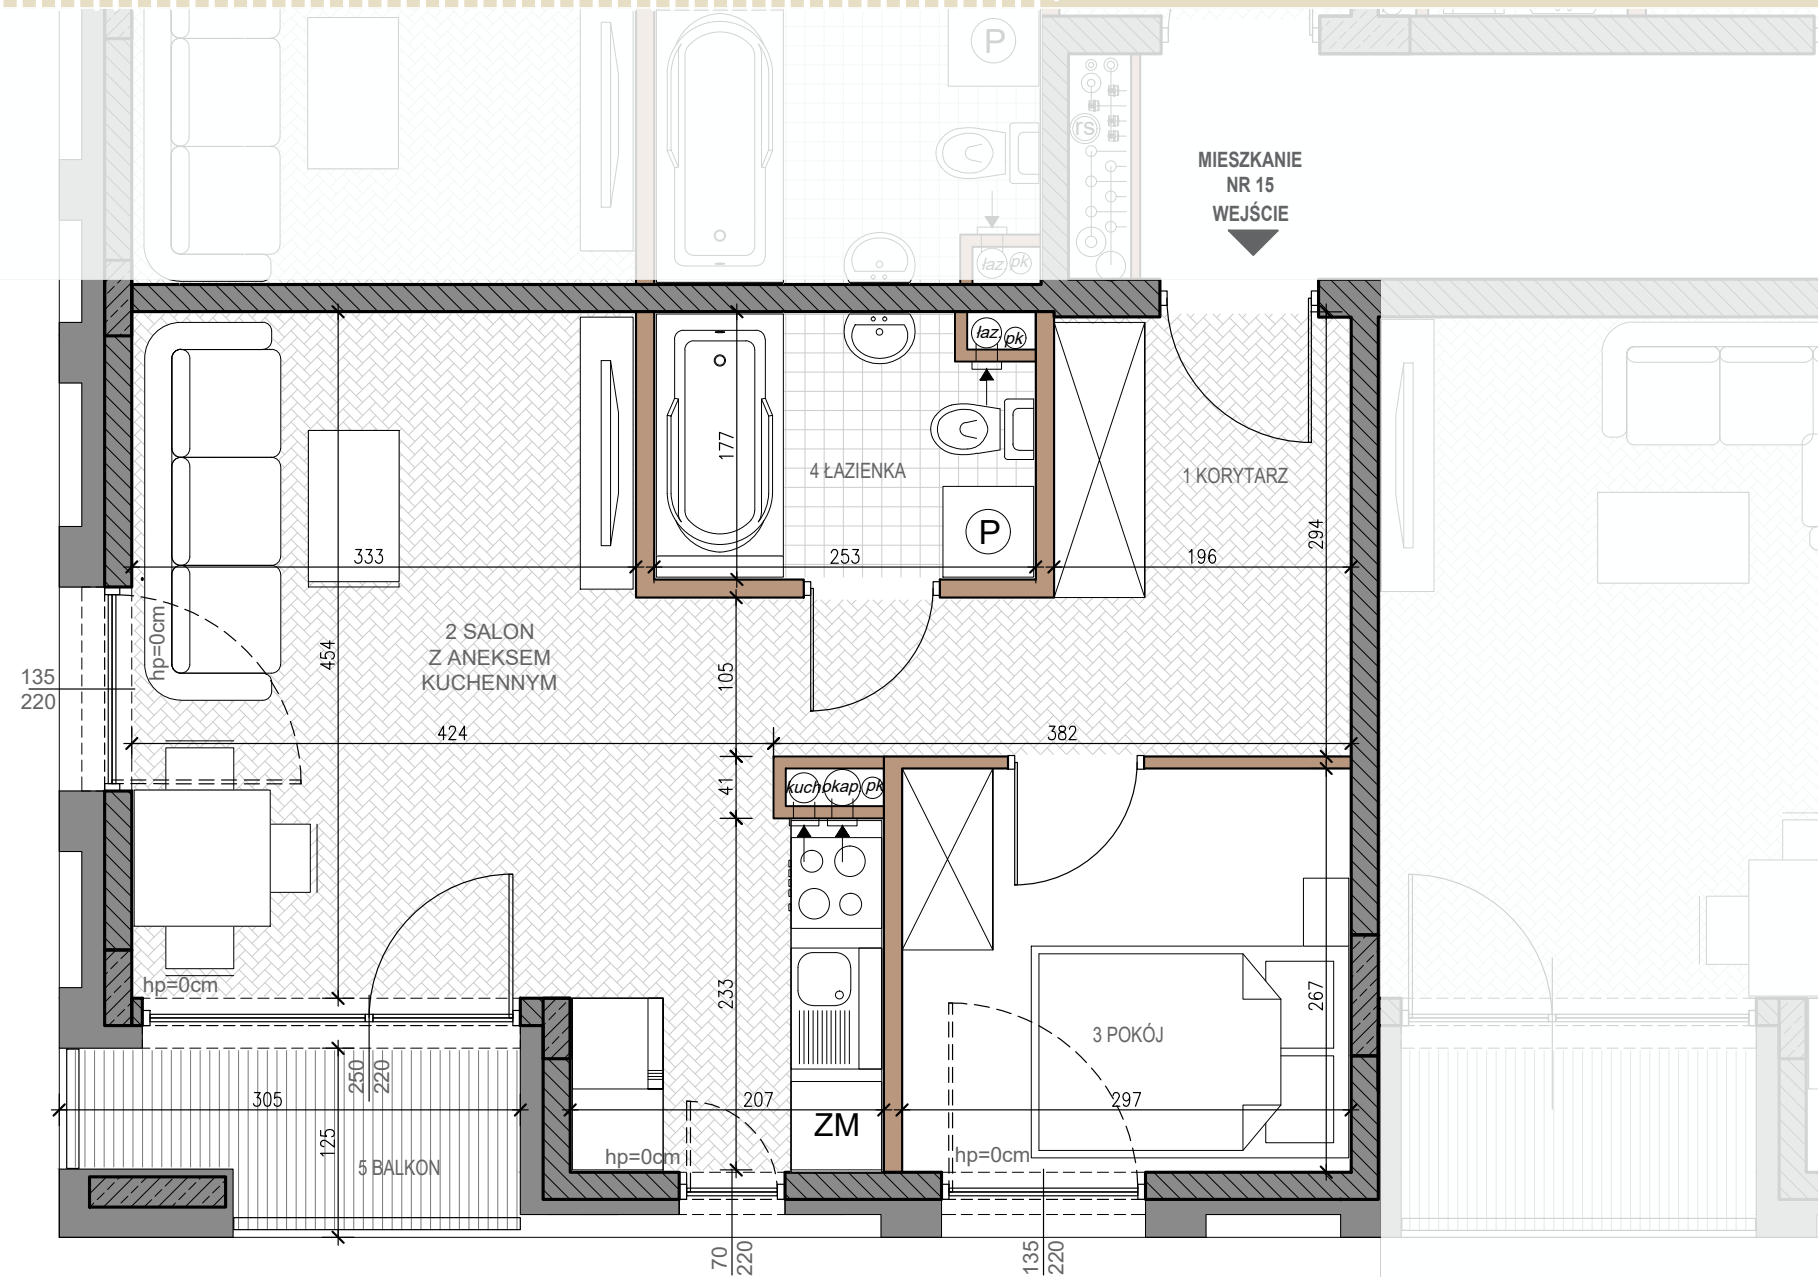 P
rs
MIESZKANIE
NR 15
WEJŚCIE
łaz. pk
łaz. pk
177
4 ŁAZIENKA
1 KORYTARZ
P
294
333
253
196
hp=0cm
2 SALON
Z ANEKSEM
KUCHENNYM
454
105
135
220
424
382
41
kuch okap pk
hp=0cm
233
267
3 POKÓJ
250
220
305
207
297
125
ZM
5 BALKON
hp=0cm
hp=0cm
70
220
135
220